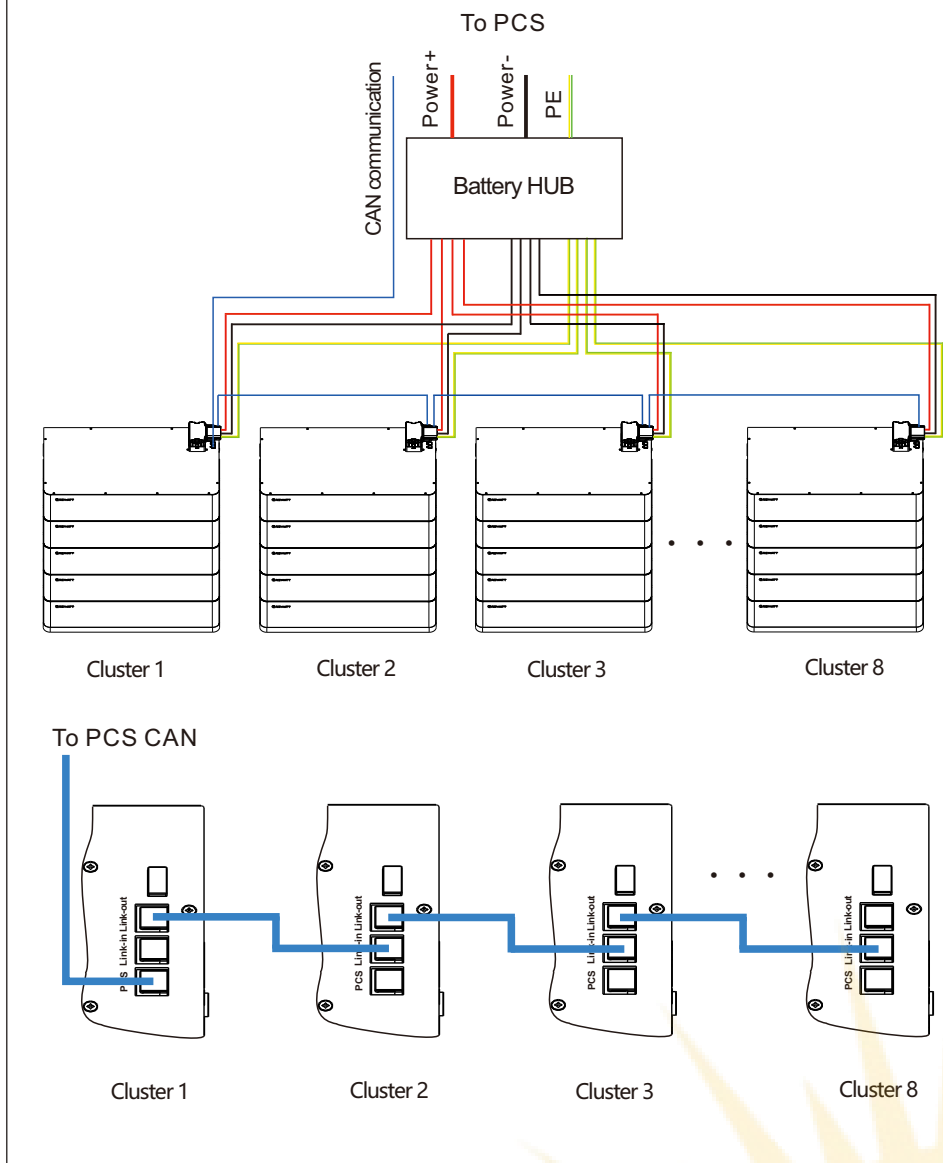 To PCS
CAN communication
Power+
Power-
PE
Battery HUB
Cluster 1
Cluster 2
Cluster 3
Cluster 8
To PCS CAN
PCS Link-in Link-out
PCS Link-in Link-out
PCS Link-in Link-out
PCS Link-in Link-out
Cluster 1
Cluster 2
Cluster 3
Cluster 8